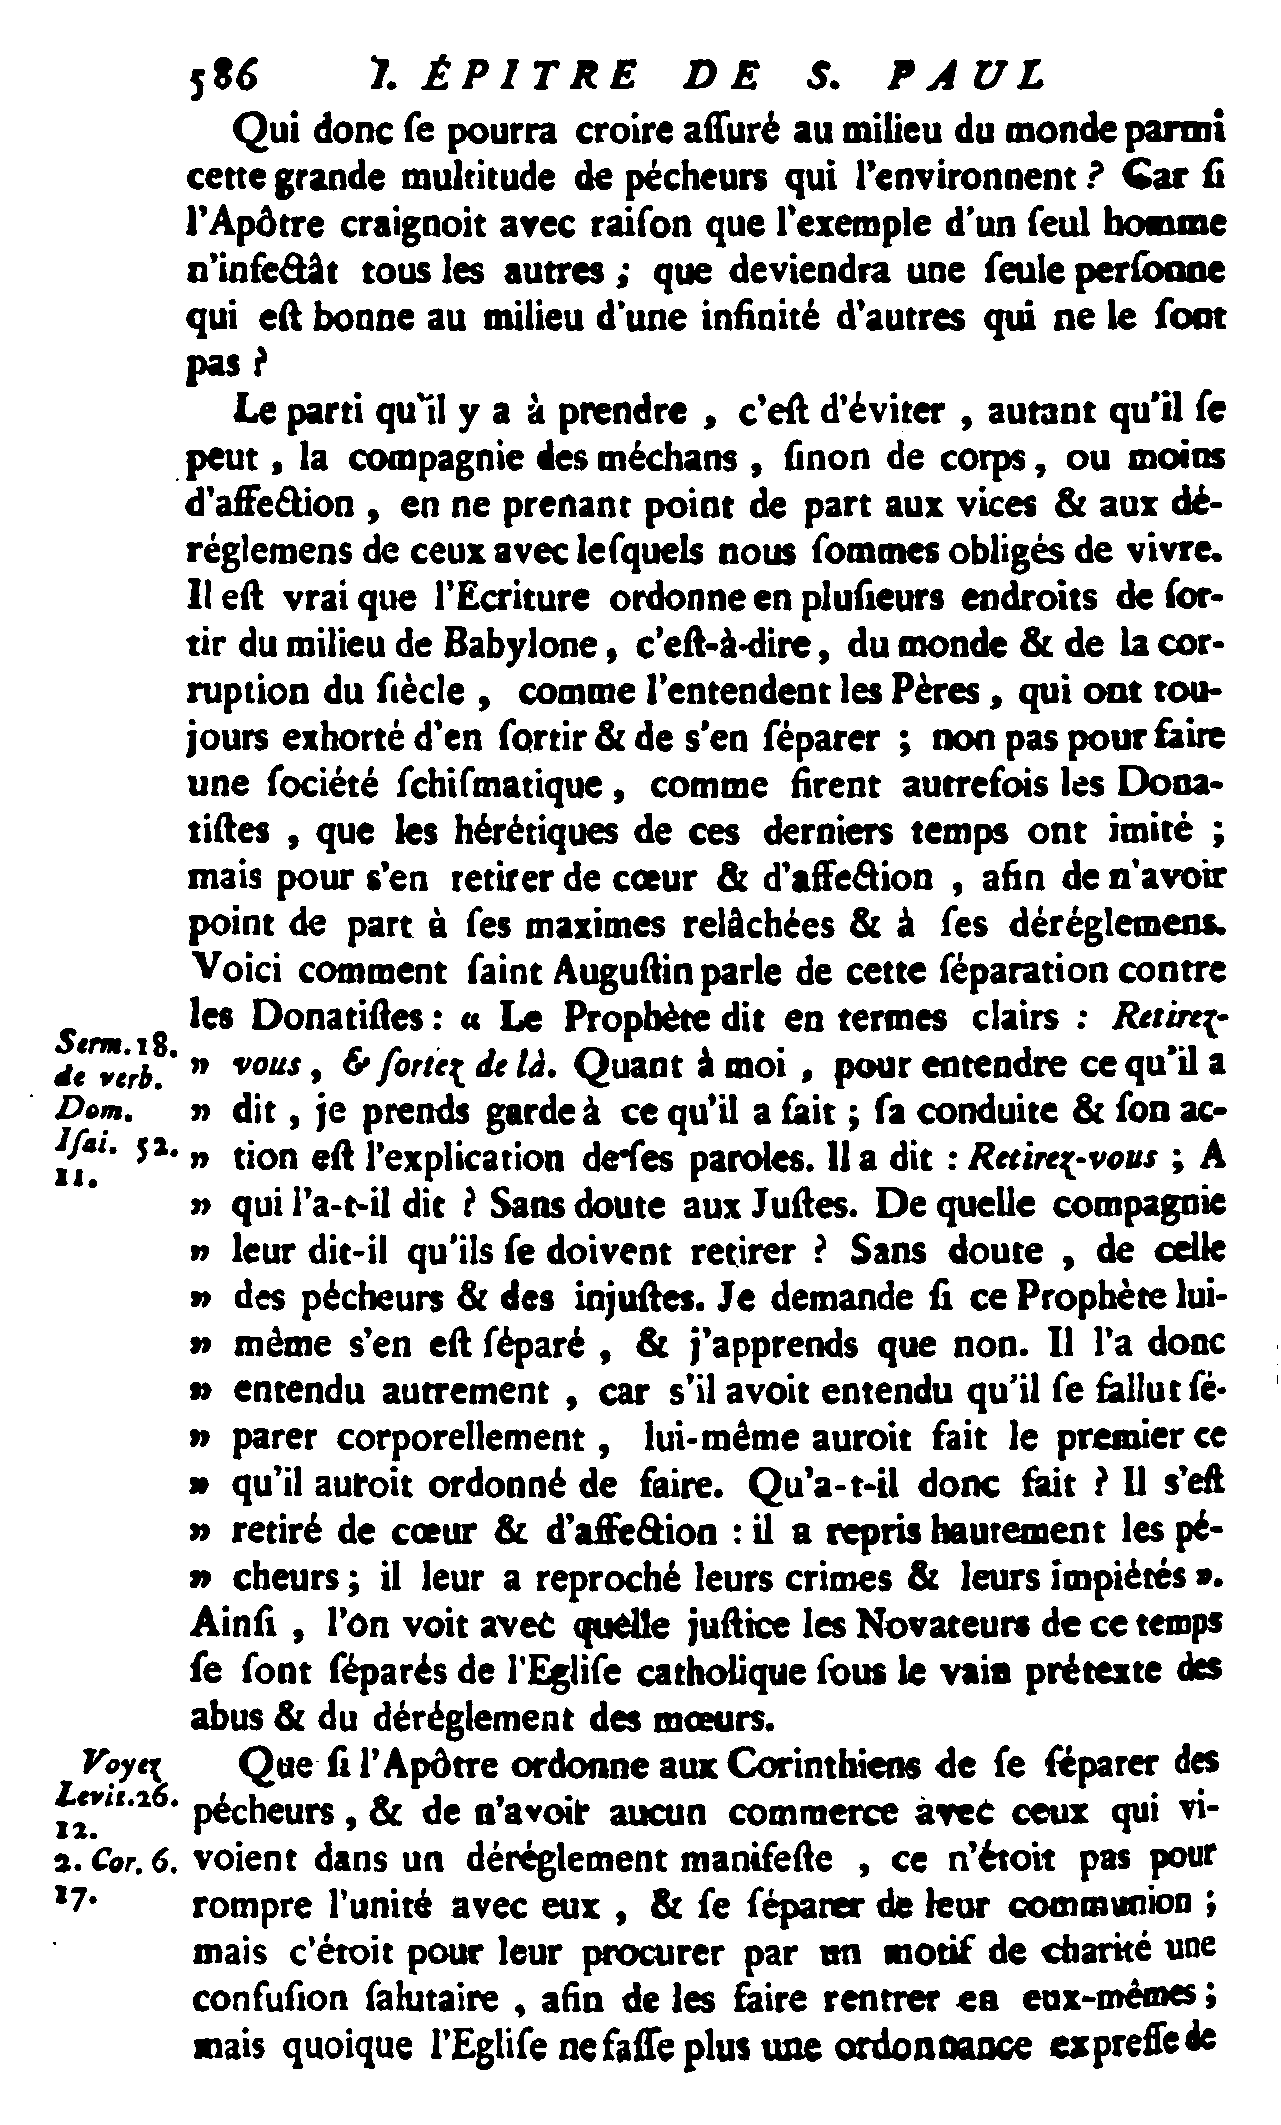 586 I. ÉPITRE DE S. PAUL
Qui donc ſe pourra croire aſſuré au milieu du monde parmi
cette grande multitude de pécheurs qui l'environnent ? Car ſi
l'Apôtre craignoit avec raiſon que l'exemple d'un ſeul homme
n'infectât tous les autres ; que deviendra une ſeule perſonne
qui eſt bonne au milieu d'une infinité d'autres qui ne le ſont
pas ?
Le parti qu'il y a à prendre , c'eſt d'éviter , autant qu'il ſe
peut , la compagnie des méchans , ſinon de corps , ou moins
d'affection , en ne prenant point de part aux vices & aux dé-
réglemens de ceux avec leſquels nous ſommes obligés de vivre.
Il eſt vrai que l'Ecriture ordonne en pluſieurs endroits de ſor-
tir du milieu de Babylone , c'eſt-à-dire , du monde & de la cor-
ruption du ſiècle , comme l'entendent les Pères , qui ont tou-
jours exhorté d'en ſortir & de s'en ſéparer ; non pas pour faire
une ſociété ſchiſmatique , comme firent autrefois les Dona-
tiſtes , que les hérétiques de ces derniers temps ont imité ;
mais pour s'en retirer de cœur & d'affection , afin de n'avoir
point de part à ſes maximes relâchées & à ſes déréglemens.
Voici comment ſaint Auguſtin parle de cette ſéparation contre
les Donatiſtes : « Le Prophète dit en termes clairs : Retirez-
Serm. 18.
de verb.
Dom.
Iſai. 52.
11.
» vous , & ſortez de là. Quant à moi , pour entendre ce qu'il a
» dit , je prends garde à ce qu'il a fait ; ſa conduite & ſon ac-
» tion eſt l'explication de ſes paroles. Il a dit : Retirez-vous ; A
» qui l'a-t-il dit ? Sans doute aux Juſtes. De quelle compagnie
» leur dit-il qu'ils ſe doivent retirer ? Sans doute , de celle
» des pécheurs & des injuſtes. Je demande ſi ce Prophète lui-
» même s'en eſt ſéparé , & j'apprends que non. Il l'a donc
» entendu autrement , car s'il avoit entendu qu'il ſe fallut ſé-
» parer corporellement , lui-même auroit fait le premier ce
» qu'il auroit ordonné de faire. Qu'a-t-il donc fait ? Il s'eſt
» retiré de cœur & d'affection : il a repris hautement les pé-
» cheurs ; il leur a reproché leurs crimes & leurs impiétés ».
Ainſi , l'on voit avec quelle juſtice les Novateurs de ce temps
ſe ſont ſéparés de l'Egliſe catholique ſous le vain prétexte des
abus & du déréglement des mœurs.
Voyez
Levit. 26.
12.
2. Cor. 6.
17.
Que ſi l'Apôtre ordonne aux Corinthiens de ſe ſéparer des
pécheurs , & de n'avoir aucun commerce avec ceux qui vi-
voient dans un déréglement manifeſte , ce n'étoit pas pour
rompre l'unité avec eux , & ſe ſéparer de leur communion ;
mais c'étoit pour leur procurer par un motif de charité une
confuſion ſalutaire , afin de les faire rentrer en eux-mêmes ;
mais quoique l'Egliſe ne faſſe plus une ordonnance expreſſe de